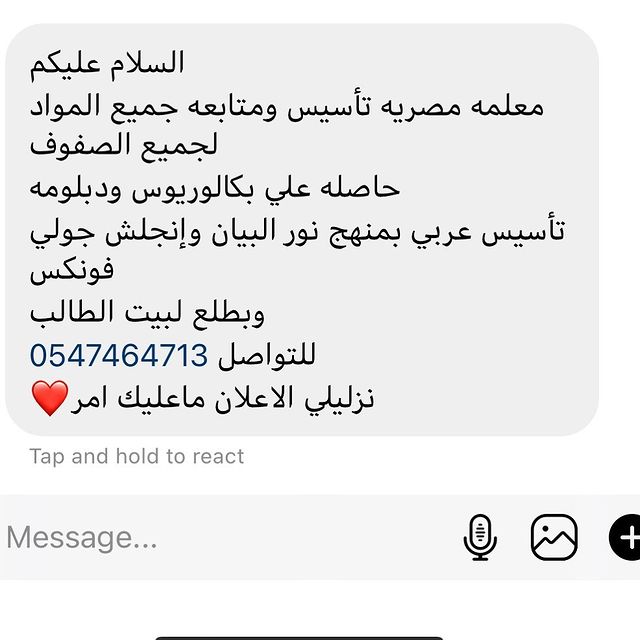 السلام عليكم
معلمه مصريه تأسيس ومتابعه جميع المواد
لجميع الصفوف
حاصله علي بكالوريوس ودبلومه
تأسيس عربي بمنهج نور البيان وإنجلش جولي
فونكس
وبطلع لبيت الطالب
للتواصل 0547464713
نزليلي الاعلان ماعليك امر❤️
Tap and hold to react
Message...